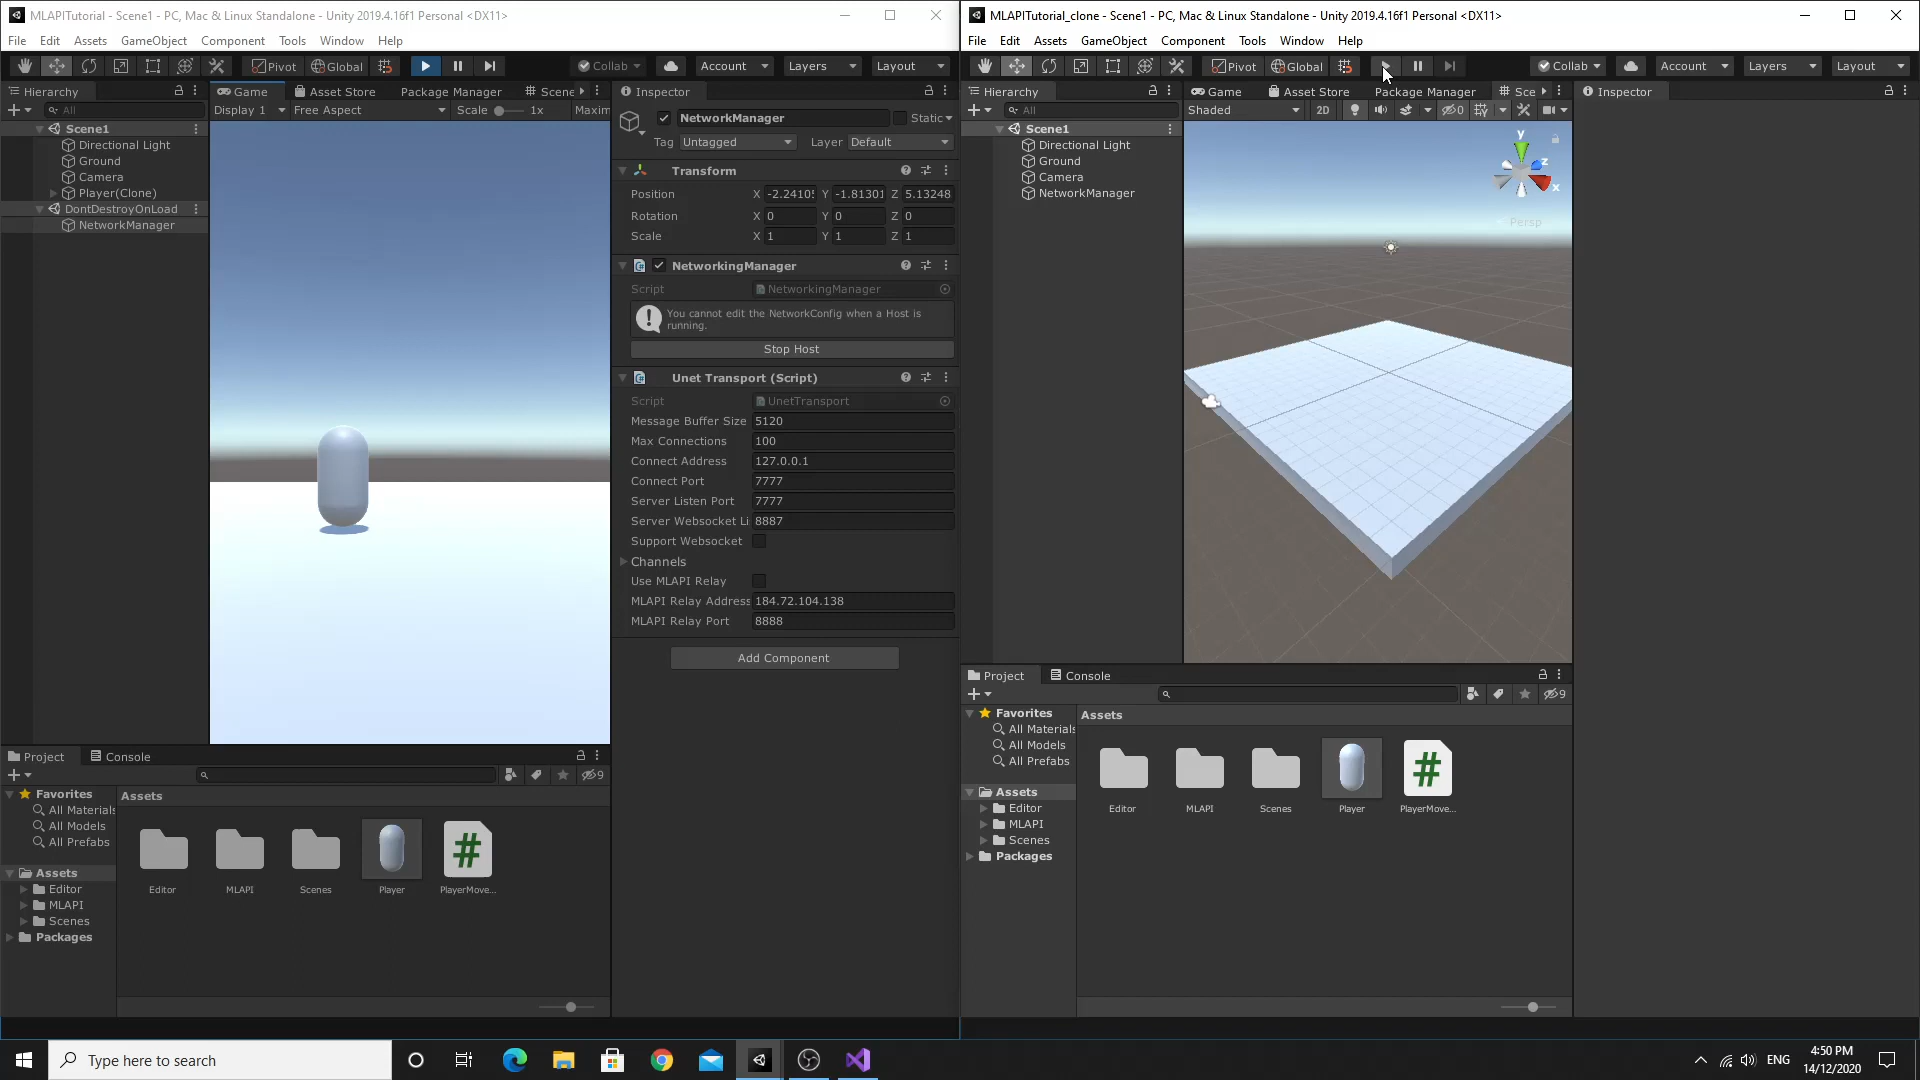 MLAPITutorial - Scene1 - PC, Mac & Linux Standalone - Unity 2019.4.16f1 Personal <DX11>
File Edit Assets GameObject Component Tools Window Help
Pivot Global Collab Account Layers Layout
Hierarchy
All
Scene1
Directional Light
Ground
Camera
Player(Clone)
DontDestroyOnLoad
NetworkManager
Game Asset Store Package Manager Scene
Display 1 Free Aspect Scale 1x Maxim
Inspector
NetworkManager Static
Tag Untagged Layer Default
Transform
Position X -2.2410 Y -1.81301 Z 5.13248
Rotation X 0 Y 0 Z 0
Scale X 1 Y 1 Z 1
NetworkingManager
Script NetworkingManager
You cannot edit the NetworkConfig when a Host is
running.
Stop Host
Unet Transport (Script)
Script UnetTransport
Message Buffer Size 5120
Max Connections 100
Connect Address 127.0.0.1
Connect Port 7777
Server Listen Port 7777
Server Websocket Li 8887
Support Websocket
Channels
Use MLAPI Relay
MLAPI Relay Address 184.72.104.138
MLAPI Relay Port 8888
Add Component
Project Console
9
Favorites
All Materials
All Models
All Prefabs
Assets
Editor
MLAPI
Scenes
Packages
Assets
Editor MLAPI Scenes Player PlayerMove...
MLAPITutorial_clone - Scene1 - PC, Mac & Linux Standalone - Unity 2019.4.16f1 Personal <DX11>
File Edit Assets GameObject Component Tools Window Help
Pivot Global Collab Account Layers Layout
Hierarchy
All
Scene1
Directional Light
Ground
Camera
NetworkManager
Game Asset Store Package Manager Sce
Shaded 2D 0
y
z
x
Persp
Inspector
Project Console
9
Favorites
All Materials
All Models
All Prefabs
Assets
Editor
MLAPI
Scenes
Packages
Assets
Editor MLAPI Scenes Player PlayerMove...
Type here to search
ENG
4:50 PM
14/12/2020